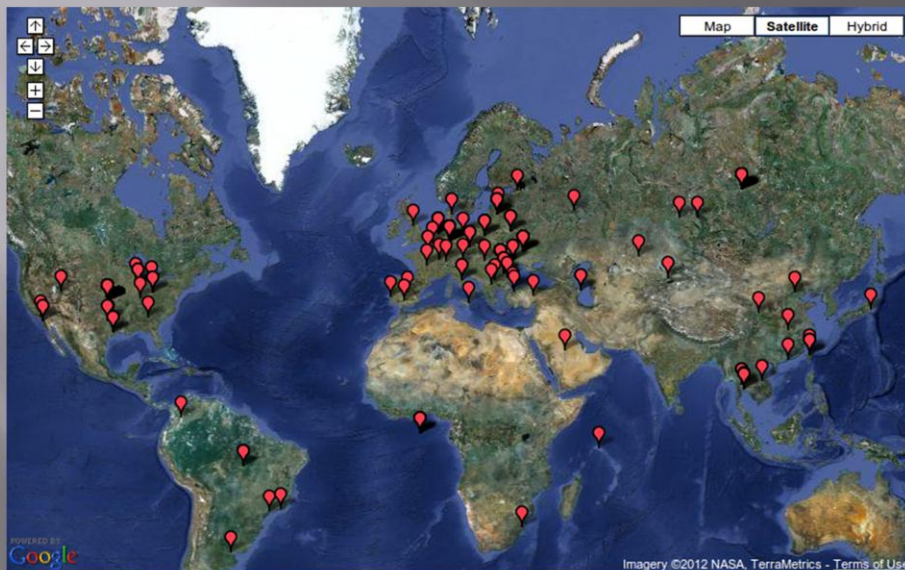 Map Satellite Hybrid
POWERED BY
Google
Imagery ©2012 NASA, TerraMetrics - Terms of Use